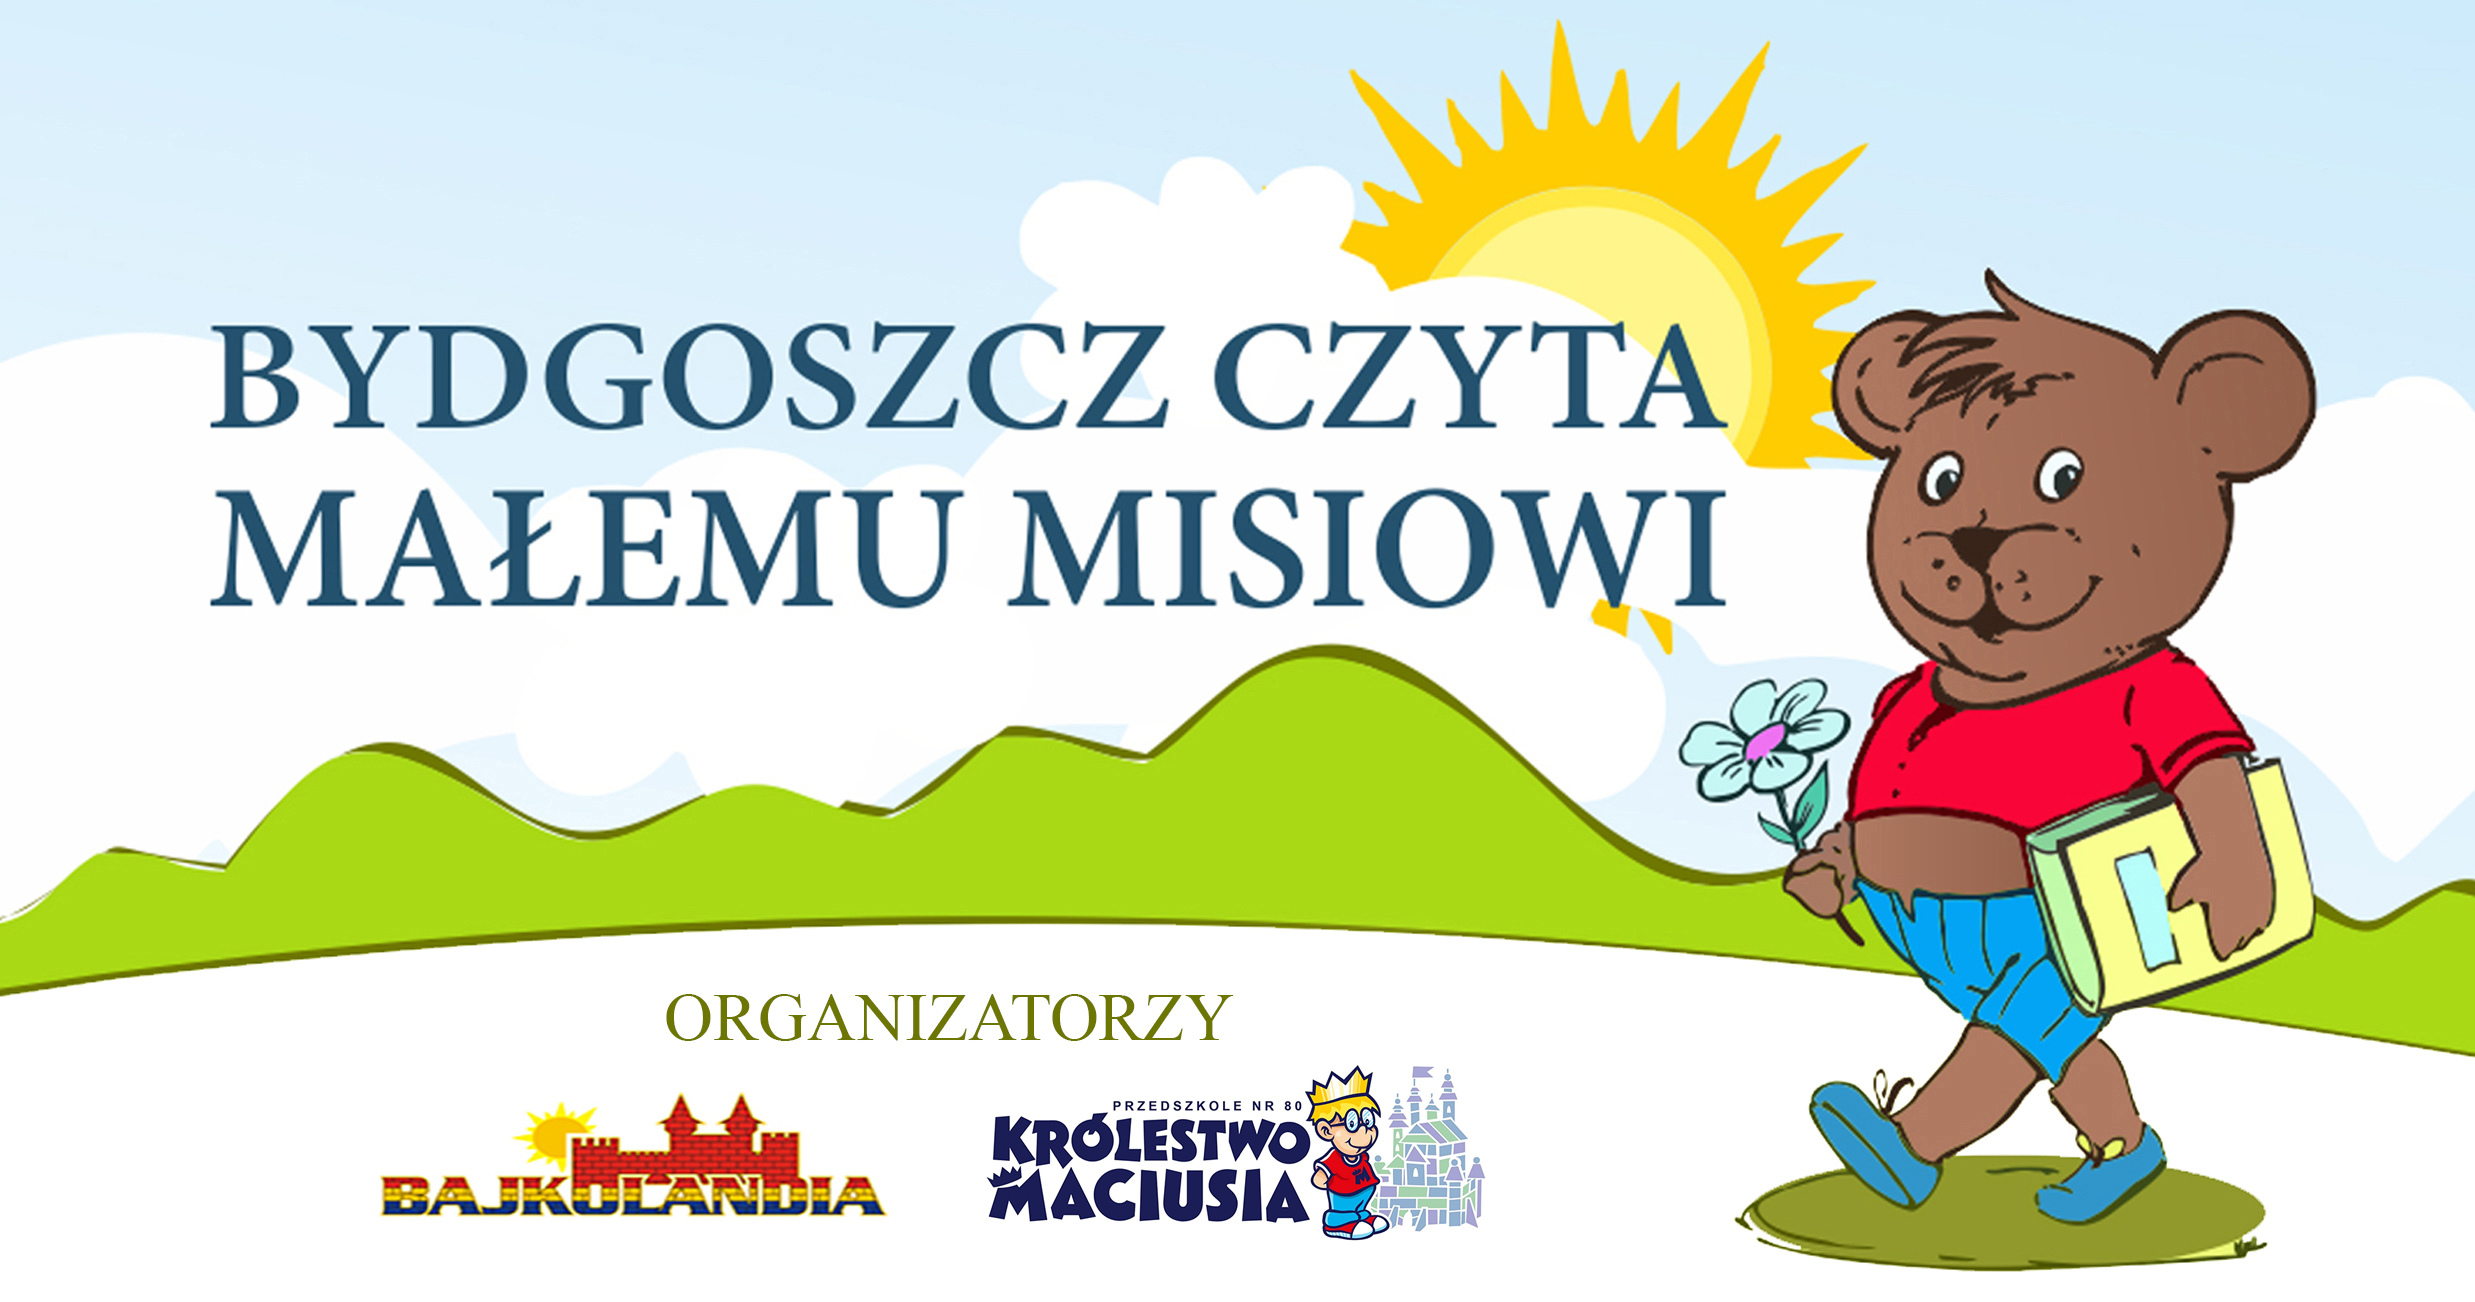 BYDGOSZCZ CZYTA
MAŁEMU MISIOWI
ORGANIZATORZY
BAJKOLANDIA
PRZEDSZKOLE NR 80
KRÓLESTWO
MACIUSIA
M